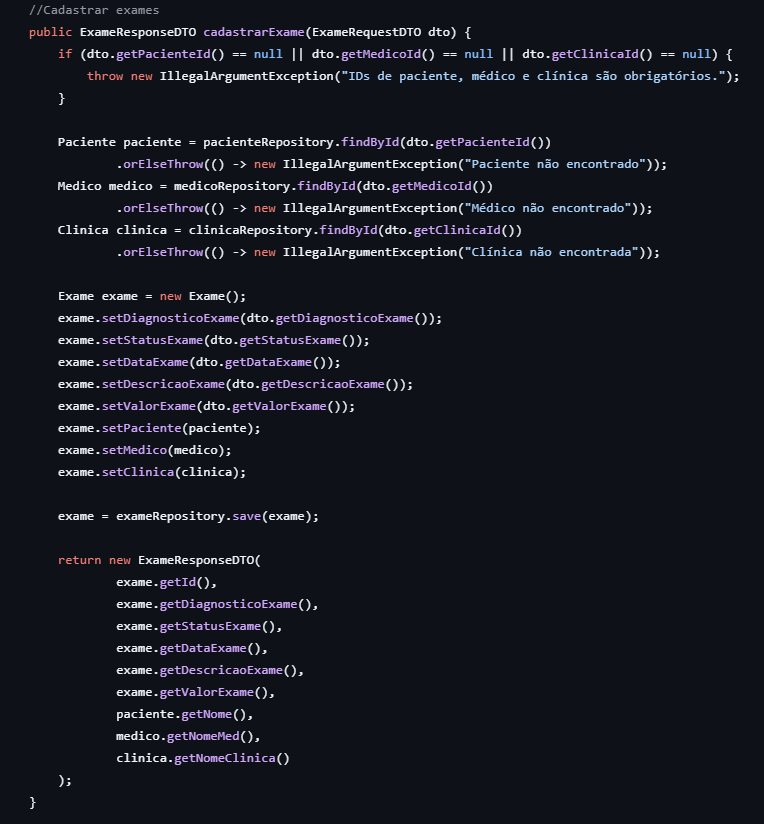 //Cadastrar exames
public ExameResponseDTO cadastrarExame(ExameRequestDTO dto) {
    if (dto.getPacienteId() == null || dto.getMedicoId() == null || dto.getClinicaId() == null) {
        throw new IllegalArgumentException("IDs de paciente, médico e clínica são obrigatórios.");
    }

    Paciente paciente = pacienteRepository.findById(dto.getPacienteId())
            .orElseThrow(() -> new IllegalArgumentException("Paciente não encontrado"));
    Medico medico = medicoRepository.findById(dto.getMedicoId())
            .orElseThrow(() -> new IllegalArgumentException("Médico não encontrado"));
    Clinica clinica = clinicaRepository.findById(dto.getClinicaId())
            .orElseThrow(() -> new IllegalArgumentException("Clínica não encontrada"));

    Exame exame = new Exame();
    exame.setDiagnosticoExame(dto.getDiagnosticoExame());
    exame.setStatusExame(dto.getStatusExame());
    exame.setDataExame(dto.getDataExame());
    exame.setDescricaoExame(dto.getDescricaoExame());
    exame.setValorExame(dto.getValorExame());
    exame.setPaciente(paciente);
    exame.setMedico(medico);
    exame.setClinica(clinica);

    exame = exameRepository.save(exame);

    return new ExameResponseDTO(
            exame.getId(),
            exame.getDiagnosticoExame(),
            exame.getStatusExame(),
            exame.getDataExame(),
            exame.getDescricaoExame(),
            exame.getValorExame(),
            paciente.getNome(),
            medico.getNomeMed(),
            clinica.getNomeClinica()
    );
}